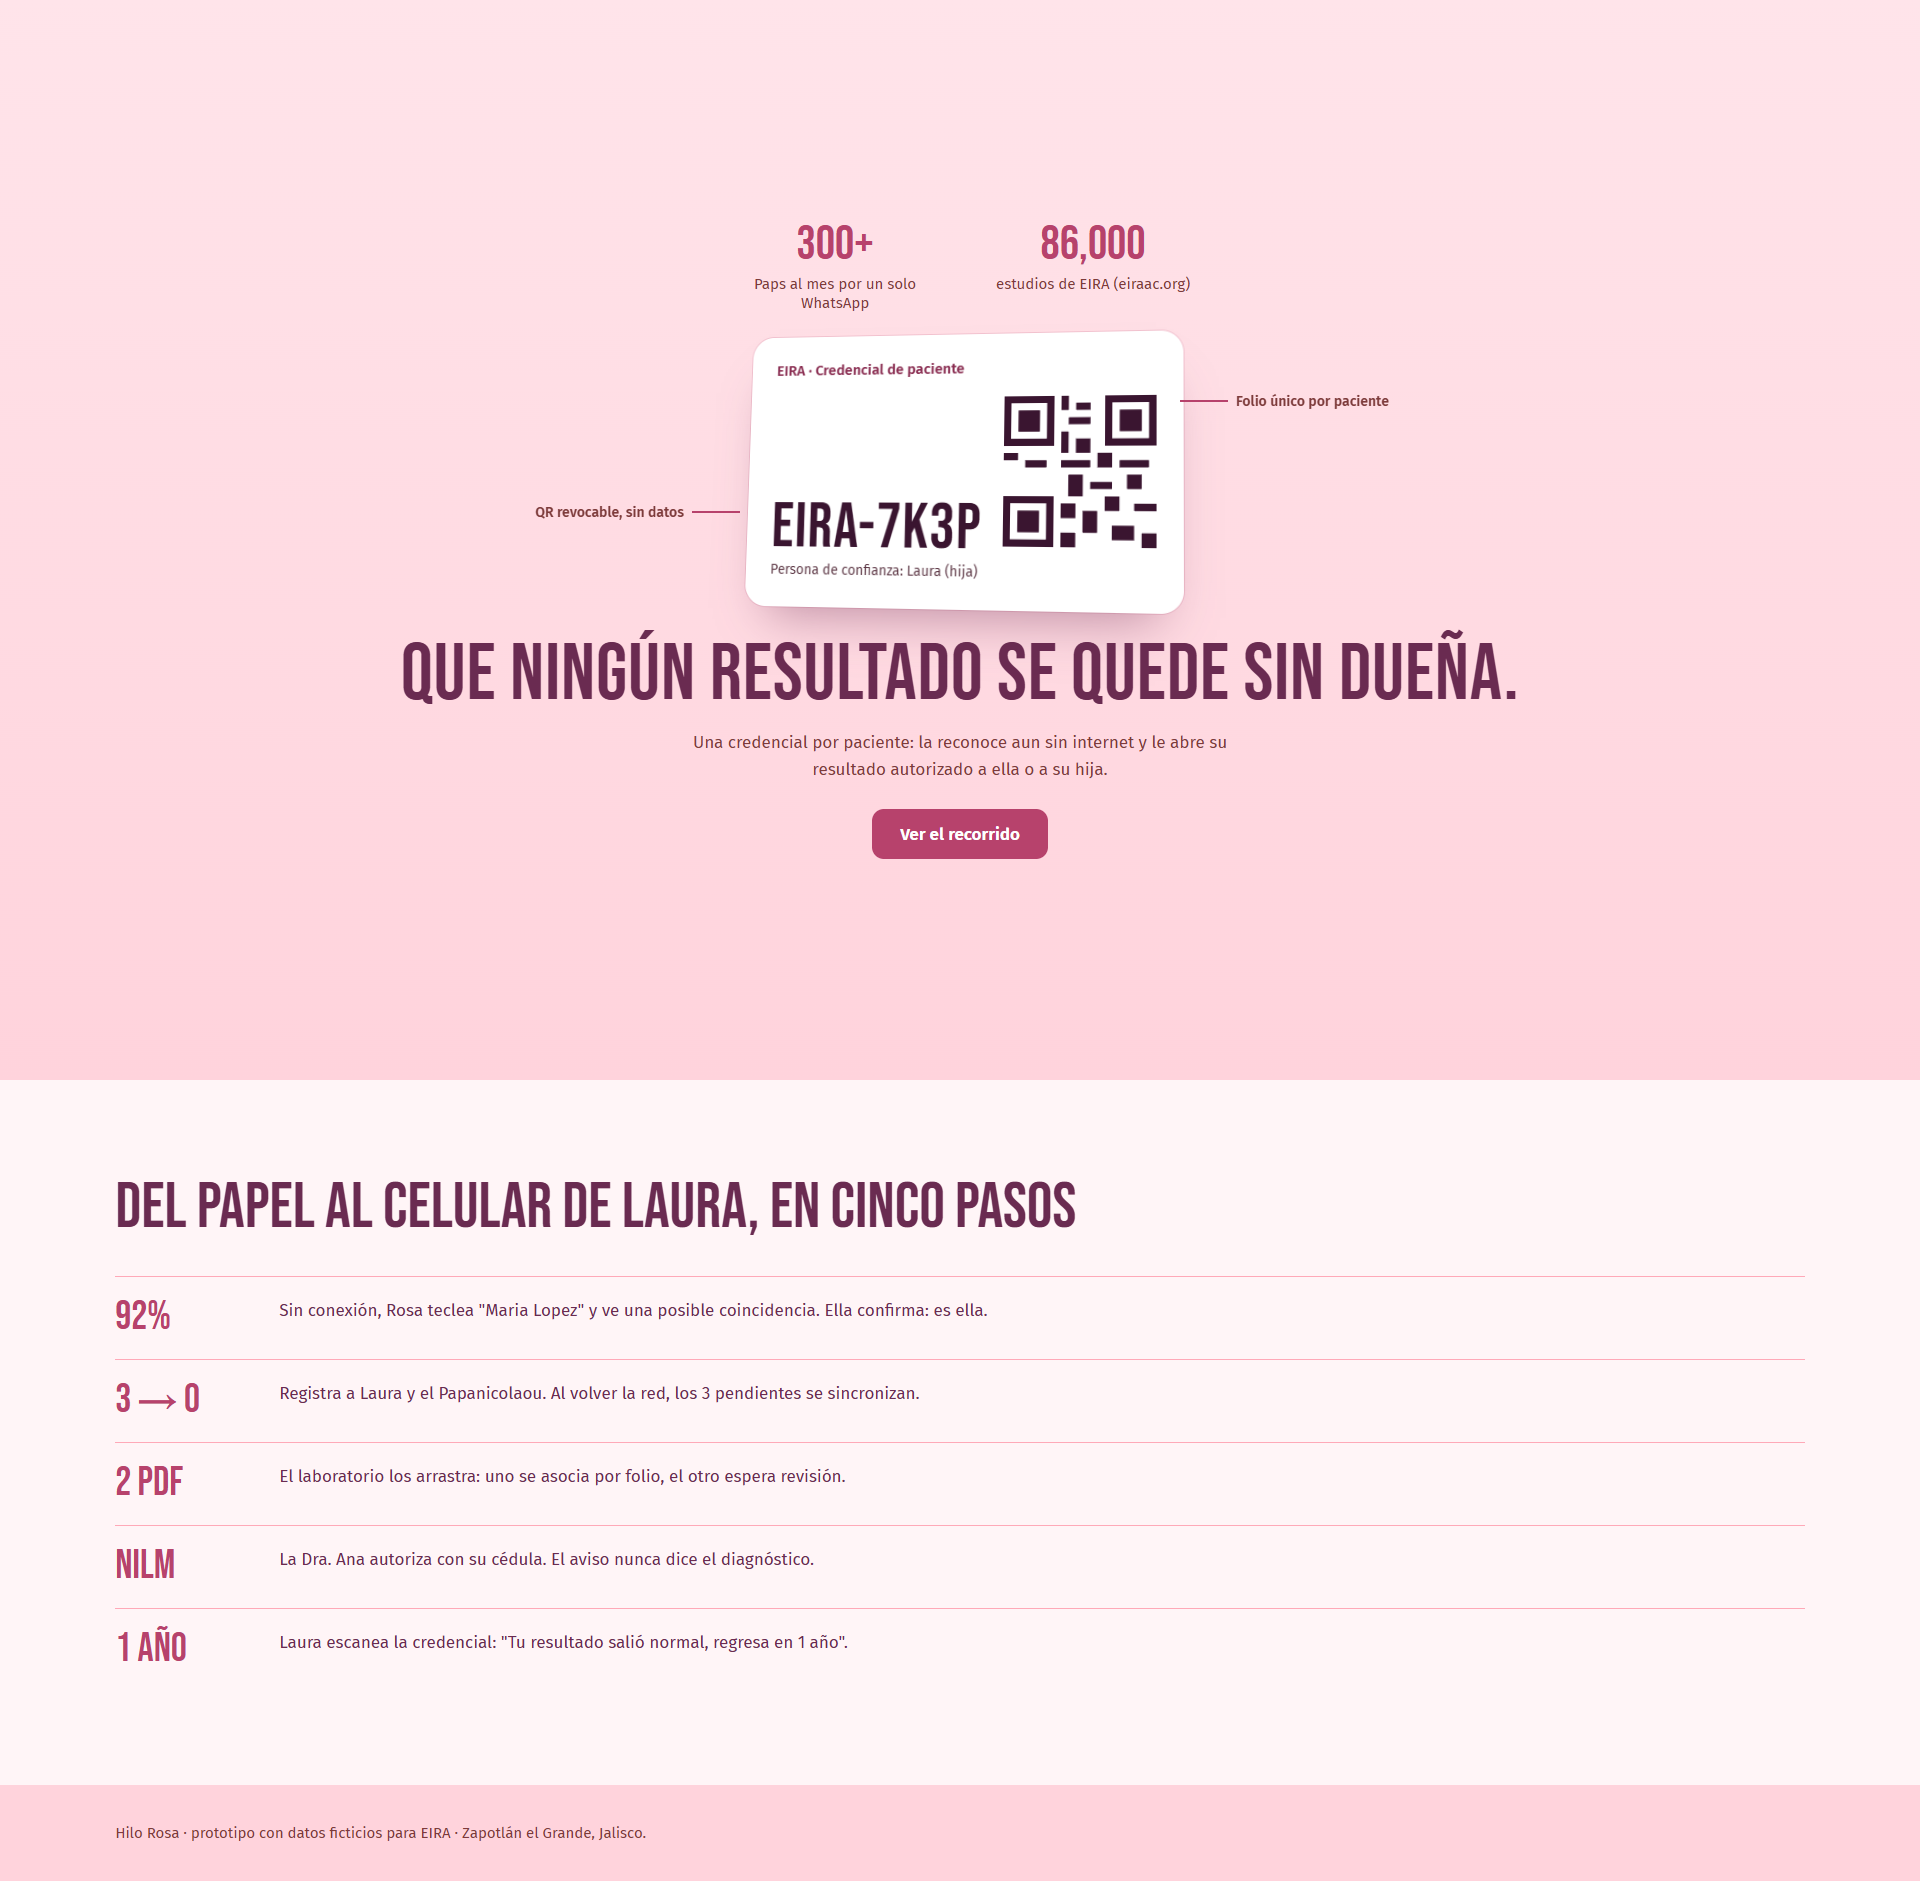 300+
86,000
Paps al mes por un solo
WhatsApp
estudios de EIRA (eiraac.org)
EIRA · Credencial de paciente
Folio único por paciente
QR revocable, sin datos
EIRA-7K3P
Persona de confianza: Laura (hija)
QUE NINGÚN RESULTADO SE QUEDE SIN DUEÑA.
Una credencial por paciente: la reconoce aun sin internet y le abre su
resultado autorizado a ella o a su hija.
Ver el recorrido
DEL PAPEL AL CELULAR DE LAURA, EN CINCO PASOS
92%
Sin conexión, Rosa teclea "Maria Lopez" y ve una posible coincidencia. Ella confirma: es ella.
3 → 0
Registra a Laura y el Papanicolaou. Al volver la red, los 3 pendientes se sincronizan.
2 PDF
El laboratorio los arrastra: uno se asocia por folio, el otro espera revisión.
NILM
La Dra. Ana autoriza con su cédula. El aviso nunca dice el diagnóstico.
1 AÑO
Laura escanea la credencial: "Tu resultado salió normal, regresa en 1 año".
Hilo Rosa · prototipo con datos ficticios para EIRA · Zapotlán el Grande, Jalisco.